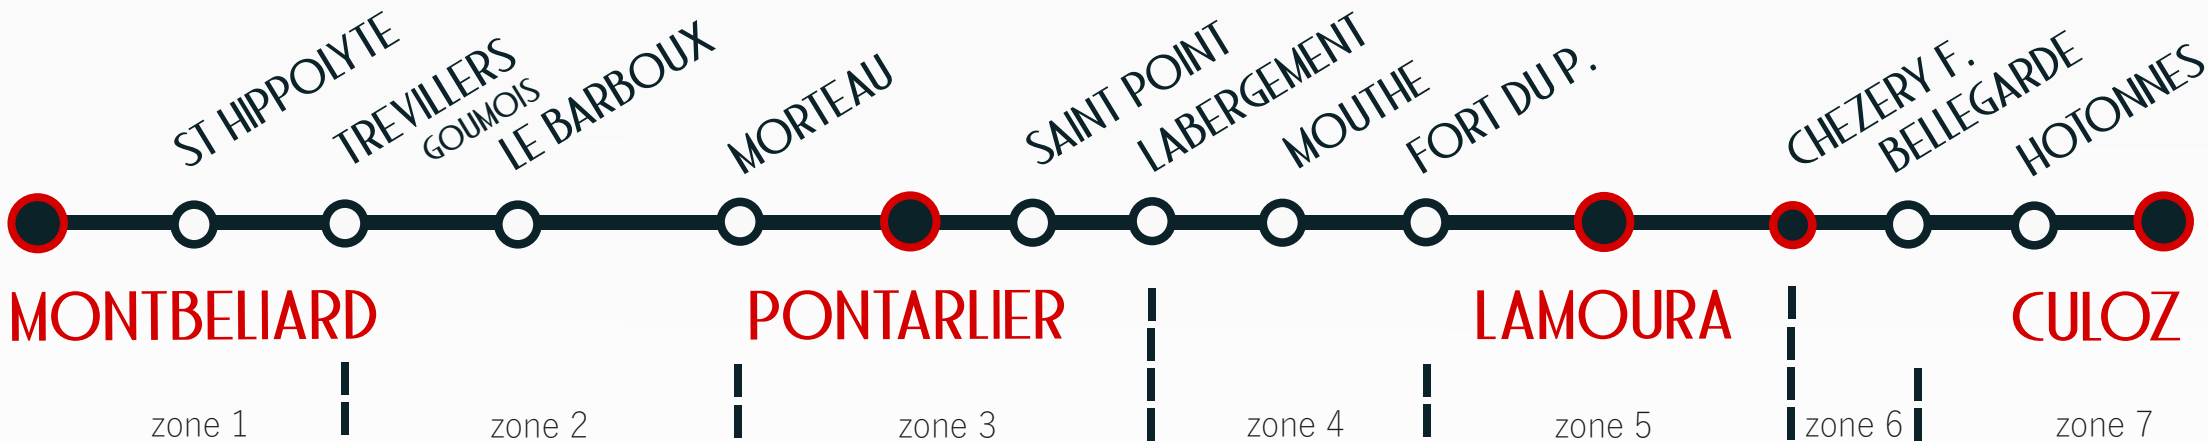 ST HIPPOLYTE
TREVILLERS
GOUMOIS
LE BARBOUX
MORTEAU
SAINT POINT
LABERGEMENT
MOUTHE
FORT DU P.
CHEZERY F.
BELLEGARDE
HOTONNES
MONTBELIARD
PONTARLIER
LAMOURA
CULOZ
zone 1
zone 2
zone 3
zone 4
zone 5
zone 6
zone 7